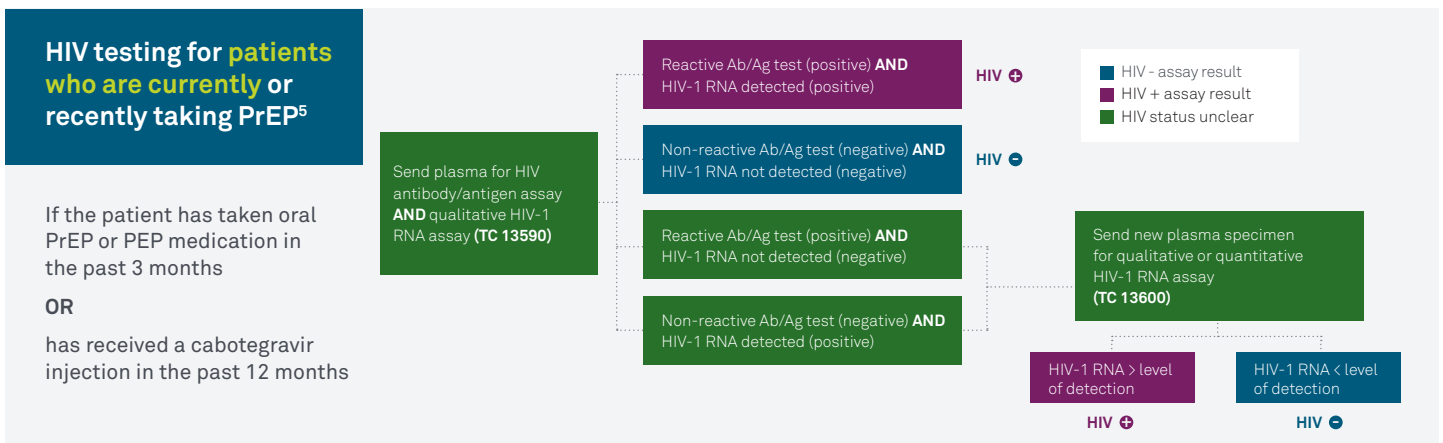 HIV testing for patients
who are currently or
recently taking PrEP5
If the patient has taken oral
PrEP or PEP medication in
the past 3 months
OR
has received a cabotegravir
injection in the past 12 months
Send plasma for HIV
antibody/antigen assay
AND qualitative HIV-1
RNA assay (TC 13590)
Reactive Ab/Ag test (positive) AND
HIV-1 RNA detected (positive)
HIV +
Non-reactive Ab/Ag test (negative) AND
HIV-1 RNA not detected (negative)
HIV -
Reactive Ab/Ag test (positive) AND
HIV-1 RNA not detected (negative)
Non-reactive Ab/Ag test (negative) AND
HIV-1 RNA detected (positive)
HIV - assay result
HIV + assay result
HIV status unclear
Send new plasma specimen
for qualitative or quantitative
HIV-1 RNA assay
(TC 13600)
HIV-1 RNA > level
of detection
HIV +
HIV-1 RNA < level
of detection
HIV -